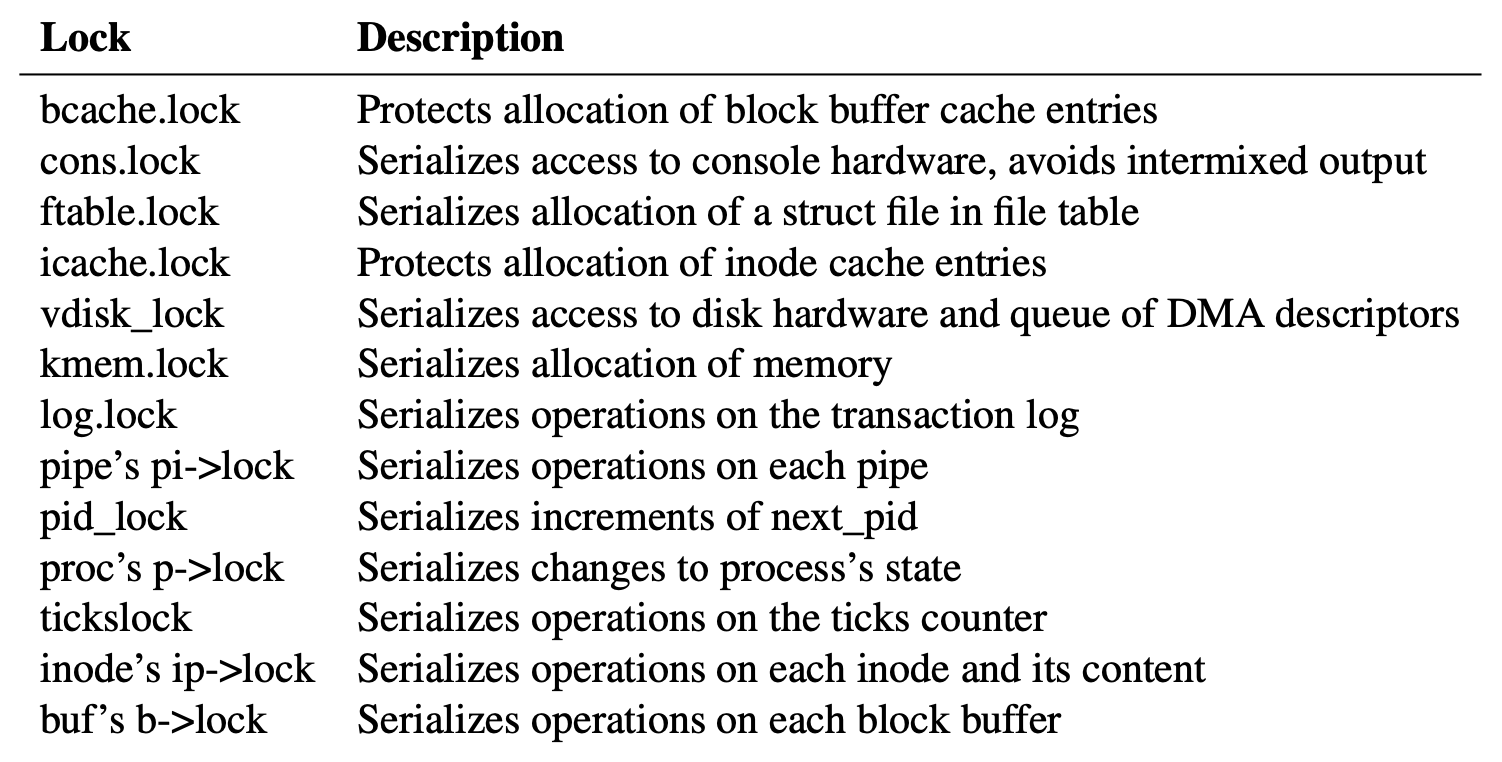 Lock Description
bcache.lock Protects allocation of block buffer cache entries
cons.lock Serializes access to console hardware, avoids intermixed output
ftable.lock Serializes allocation of a struct file in file table
icache.lock Protects allocation of inode cache entries
vdisk_lock Serializes access to disk hardware and queue of DMA descriptors
kmem.lock Serializes allocation of memory
log.lock Serializes operations on the transaction log
pipe’s pi->lock Serializes operations on each pipe
pid_lock Serializes increments of next_pid
proc’s p->lock Serializes changes to process’s state
tickslock Serializes operations on the ticks counter
inode’s ip->lock Serializes operations on each inode and its content
buf’s b->lock Serializes operations on each block buffer